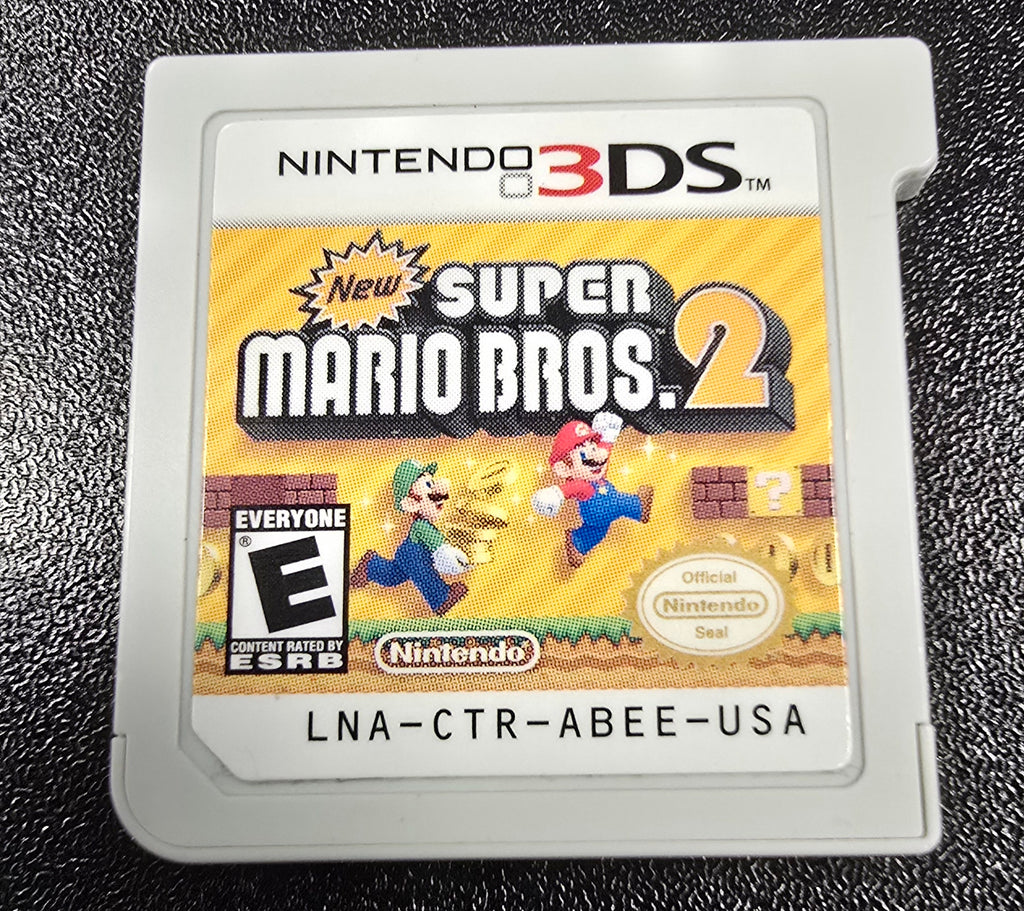 NINTENDO 3DS™
New SUPER
MARIO BROS. 2
?
EVERYONE
E®
CONTENT RATED BY
ESRB
Nintendo
Official
Nintendo
Seal
LNA-CTR-ABEE-USA